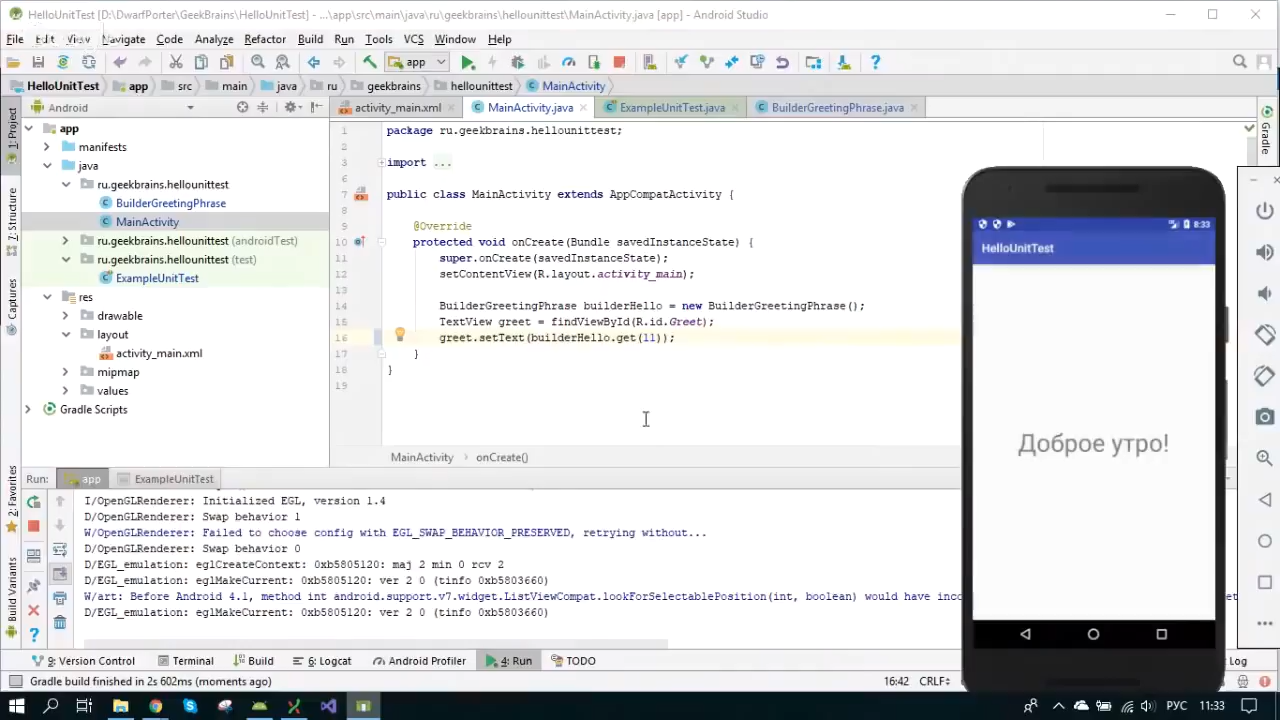 HelloUnitTest [D:\DwarfPorter\GeekBrains\HelloUnitTest] - ...\app\src\main\java\ru\geekbrains\hellounittest\MainActivity.java [app] - Android Studio
File Edit View Navigate Code Analyze Refactor Build Run Tools VCS Window Help
app
HelloUnitTest app src main java ru geekbrains hellounittest MainActivity
Android
activity_main.xml MainActivity.java ExampleUnitTest.java BuilderGreetingPhrase.java
1: Project
7: Structure
Captures
2: Favorites
Build Variants
Gradle
app
manifests
java
ru.geekbrains.hellounittest
BuilderGreetingPhrase
MainActivity
ru.geekbrains.hellounittest (androidTest)
ru.geekbrains.hellounittest (test)
ExampleUnitTest
res
drawable
layout
activity_main.xml
mipmap
values
Gradle Scripts
1 package ru.geekbrains.hellounittest;
2
3 import ...
7 public class MainActivity extends AppCompatActivity {
8
9 @Override
10 protected void onCreate(Bundle savedInstanceState) {
11 super.onCreate(savedInstanceState);
12 setContentView(R.layout.activity_main);
13
14 BuilderGreetingPhrase builderHello = new BuilderGreetingPhrase();
15 TextView greet = findViewById(R.id.Greet);
16 greet.setText(builderHello.get(11));
17 }
18 }
19
MainActivity onCreate()
8:33
HelloUnitTest
Доброе утро!
Run: app ExampleUnitTest
I/OpenGLRenderer: Initialized EGL, version 1.4
D/OpenGLRenderer: Swap behavior 1
W/OpenGLRenderer: Failed to choose config with EGL_SWAP_BEHAVIOR_PRESERVED, retrying without...
D/OpenGLRenderer: Swap behavior 0
D/EGL_emulation: eglCreateContext: 0xb5805120: maj 2 min 0 rcv 2
D/EGL_emulation: eglMakeCurrent: 0xb5805120: ver 2 0 (tinfo 0xb5803660)
W/art: Before Android 4.1, method int android.support.v7.widget.ListViewCompat.lookForSelectablePosition(int, boolean) would have inco
D/EGL_emulation: eglMakeCurrent: 0xb5805120: ver 2 0 (tinfo 0xb5803660)
9: Version Control Terminal Build 6: Logcat Android Profiler 4: Run TODO Log
Gradle build finished in 2s 602ms (moments ago) 16:42 CRLF
РУС 11:33